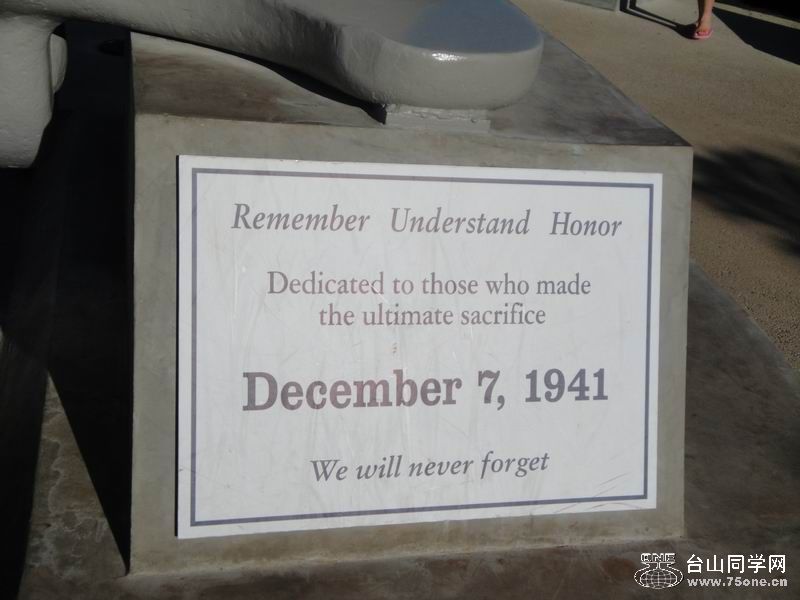 Remember Understand Honor
Dedicated to those who made
the ultimate sacrifice
December 7, 1941
We will never forget
ONE 台山同学网
www.75one.cn